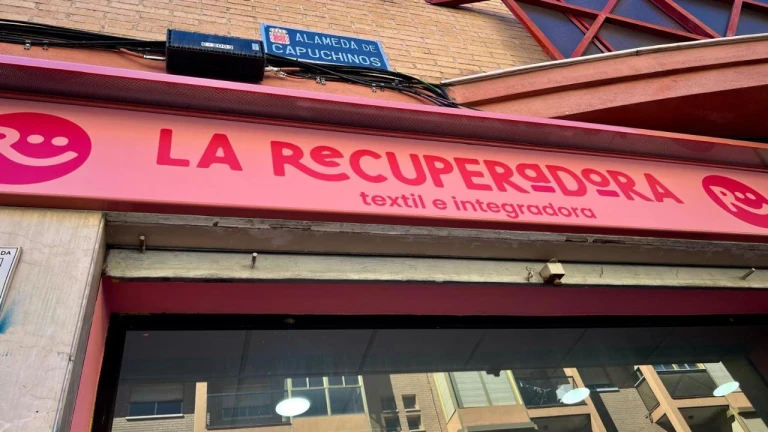 ALAMEDA DE
CAPUCHINOS
LA ReCUPERaDoRA
textil e integradora